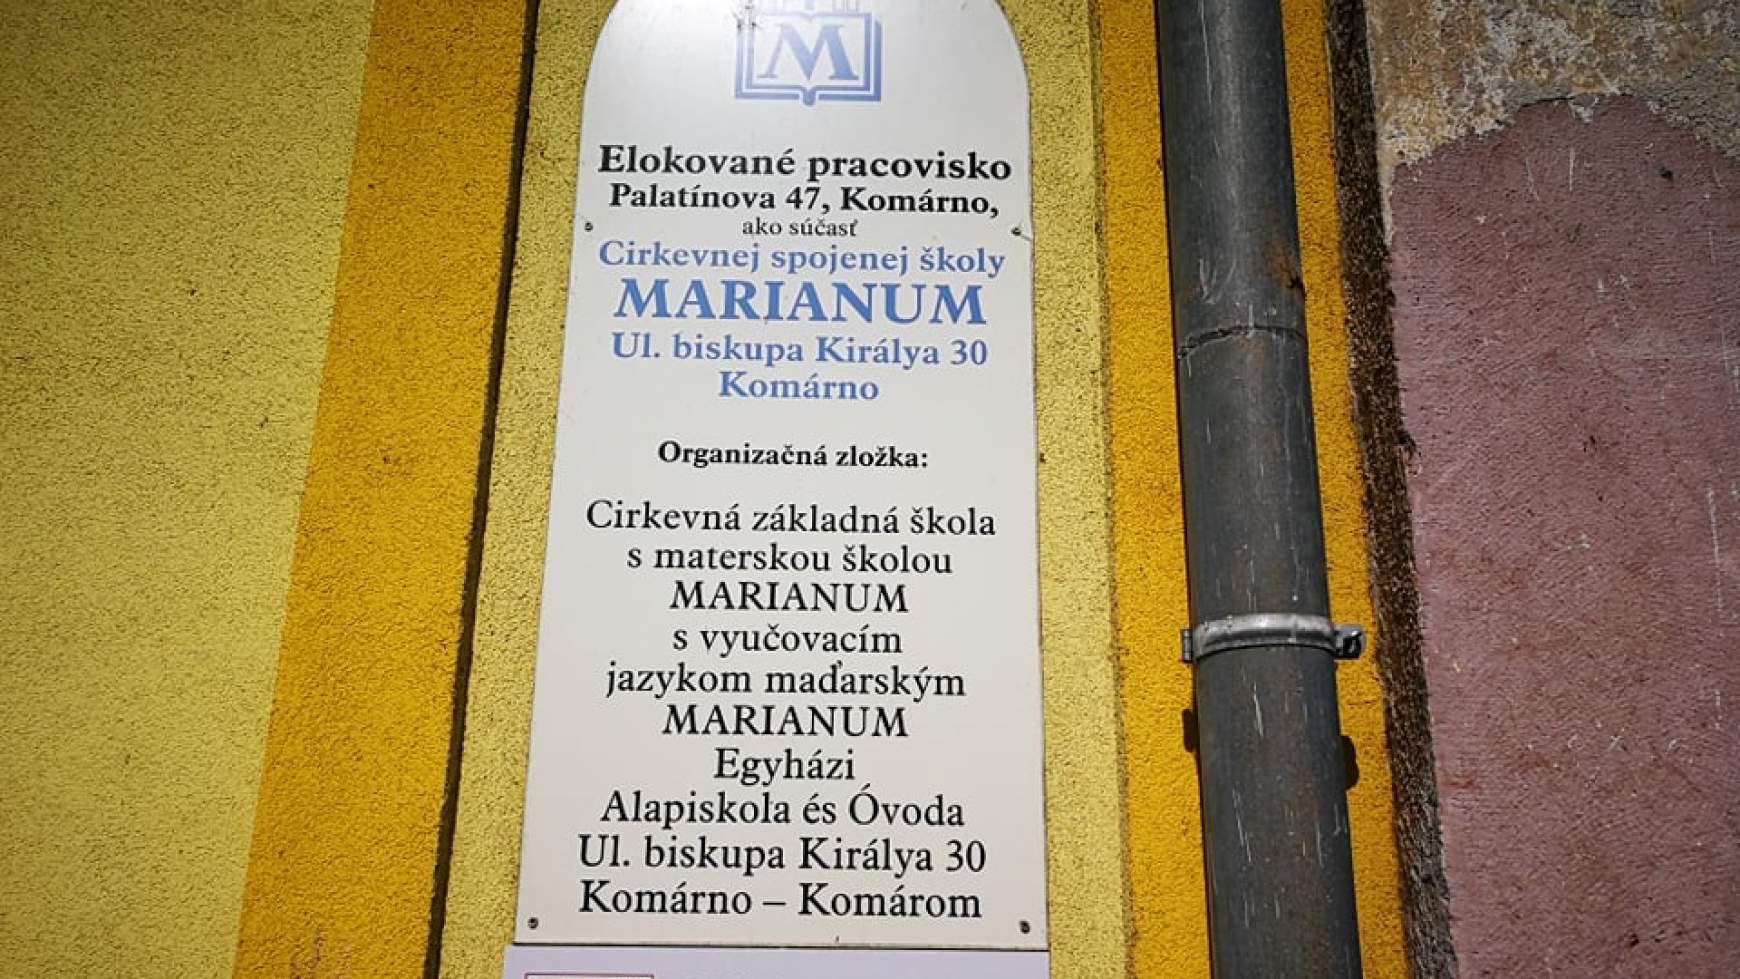 M
Elokované pracovisko
Palatínova 47, Komárno,
ako súčasť
Cirkevnej spojenej školy
MARIANUM
Ul. biskupa Királya 30
Komárno
Organizačná zložka:
Cirkevná základná škola
s materskou školou
MARIANUM
s vyučovacím
jazykom maďarským
MARIANUM
Egyházi
Alapiskola és Óvoda
Ul. biskupa Királya 30
Komárno – Komárom